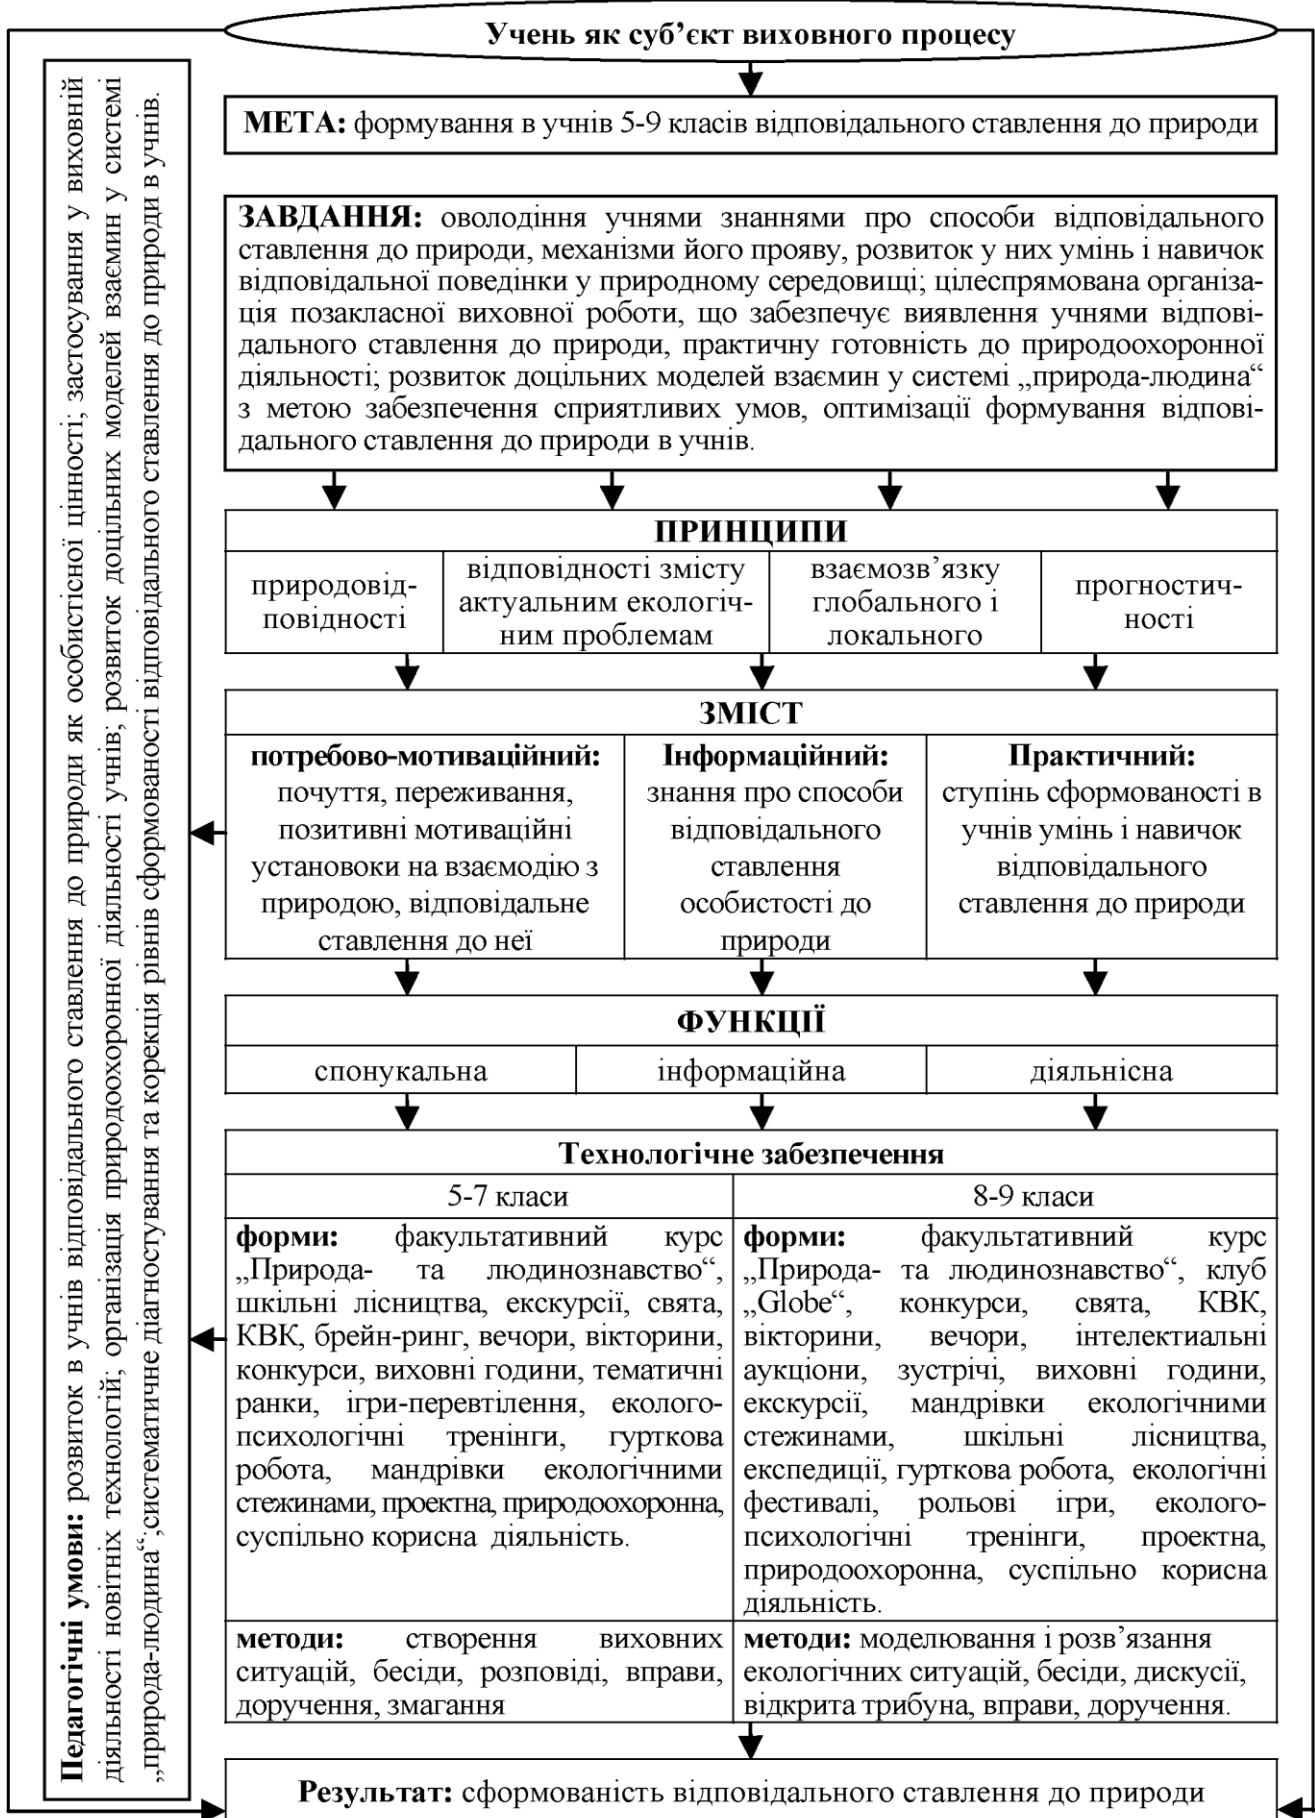 Учень як суб’єкт виховного процесу
МЕТА: формування в учнів 5-9 класів відповідального ставлення до природи
Педагогічні умови: розвиток в учнів відповідального ставлення до природи як особистісної цінності; застосування у виховній
діяльності новітніх технологій; організація природоохоронної діяльності учнів; розвиток доцільних моделей взаємин у системі
„природа-людина“;систематичне діагностування та корекція рівнів сформованості відповідального ставлення до природи в учнів.
ЗАВДАННЯ: оволодіння учнями знаннями про способи відповідального
ставлення до природи, механізми його прояву, розвиток у них умінь і навичок
відповідальної поведінки у природному середовищі; цілеспрямована організа-
ція позакласної виховної роботи, що забезпечує виявлення учнями відпові-
дального ставлення до природи, практичну готовність до природоохоронної
діяльності; розвиток доцільних моделей взаємин у системі „природа-людина“
з метою забезпечення сприятливих умов, оптимізації формування відпові-
дального ставлення до природи в учнів.
ПРИНЦИПИ
природовід-
повідності
відповідності змісту
актуальним екологіч-
ним проблемам
взаємозв’язку
глобального і
локального
прогностич-
ності
ЗМІСТ
потребово-мотиваційний:
почуття, переживання,
позитивні мотиваційні
установоки на взаємодію з
природою, відповідальне
ставлення до неї
Інформаційний:
знання про способи
відповідального
ставлення
особистості до
природи
Практичний:
ступінь сформованості в
учнів умінь і навичок
відповідального
ставлення до природи
ФУНКЦІЇ
спонукальна
інформаційна
діяльнісна
Технологічне забезпечення
5-7 класи
8-9 класи
форми: факультативний курс
„Природа- та людинознавство“,
шкільні лісництва, екскурсії, свята,
КВК, брейн-ринг, вечори, вікторини,
конкурси, виховні години, тематичні
ранки, ігри-перевтілення, еколого-
психологічні тренінги, гурткова
робота, мандрівки екологічними
стежинами, проектна, природоохоронна,
суспільно корисна діяльність.
форми: факультативний курс
„Природа- та людинознавство“, клуб
„Globe“, конкурси, свята, КВК,
вікторини, вечори, інтелектиальні
аукціони, зустрічі, виховні години,
екскурсії, мандрівки екологічними
стежинами, шкільні лісництва,
експедиції, гурткова робота, екологічні
фестивалі, рольові ігри, еколого-
психологічні тренінги, проектна,
природоохоронна, суспільно корисна
діяльність.
методи: створення виховних
ситуацій, бесіди, розповіді, вправи,
доручення, змагання
методи: моделювання і розв’язання
екологічних ситуацій, бесіди, дискусії,
відкрита трибуна, вправи, доручення.
Результат: сформованість відповідального ставлення до природи